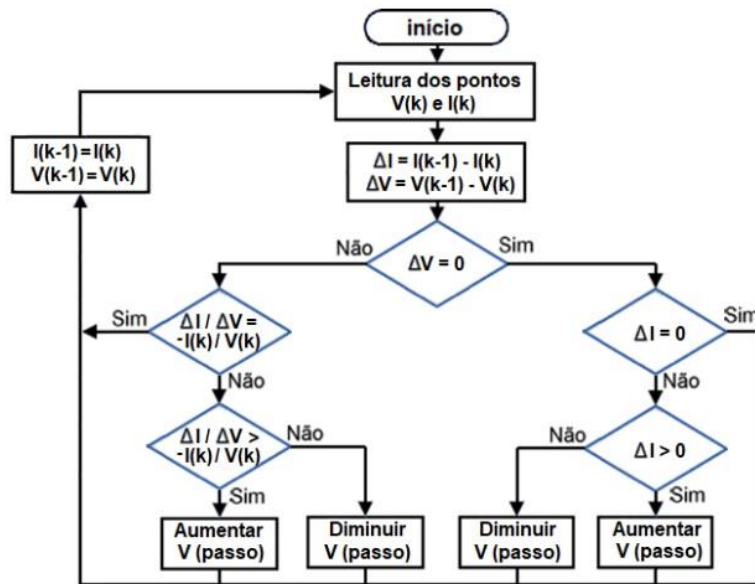 início
Leitura dos pontos
V(k) e I(k)
I(k-1)=I(k)
V(k-1)=V(k)
ΔI = I(k-1) - I(k)
ΔV = V(k-1) - V(k)
Não
Sim
ΔV = 0
Sim
ΔI / ΔV =
-I(k) / V(k)
ΔI = 0
Sim
Não
Não
ΔI / ΔV >
-I(k) / V(k)
Não
Não
ΔI > 0
Sim
Sim
Aumentar
V (passo)
Diminuir
V (passo)
Diminuir
V (passo)
Aumentar
V (passo)